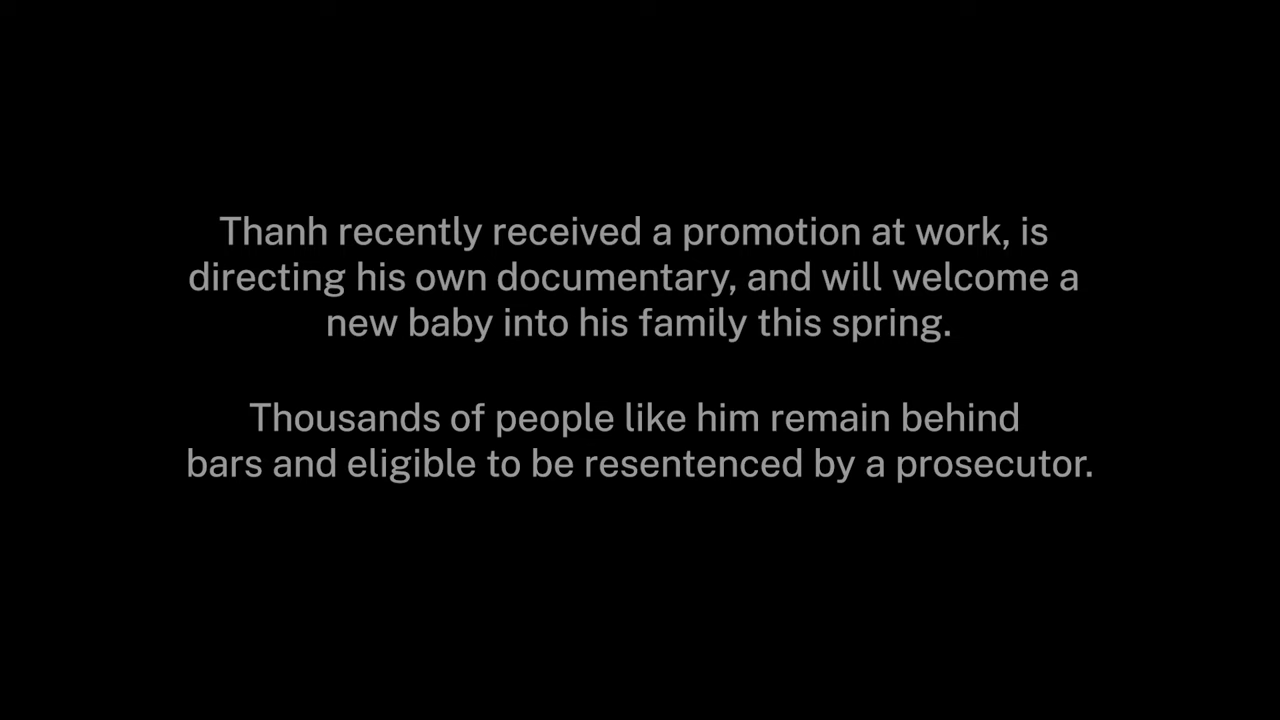 Thanh recently received a promotion at work, is
directing his own documentary, and will welcome a
new baby into his family this spring.
Thousands of people like him remain behind
bars and eligible to be resentenced by a prosecutor.